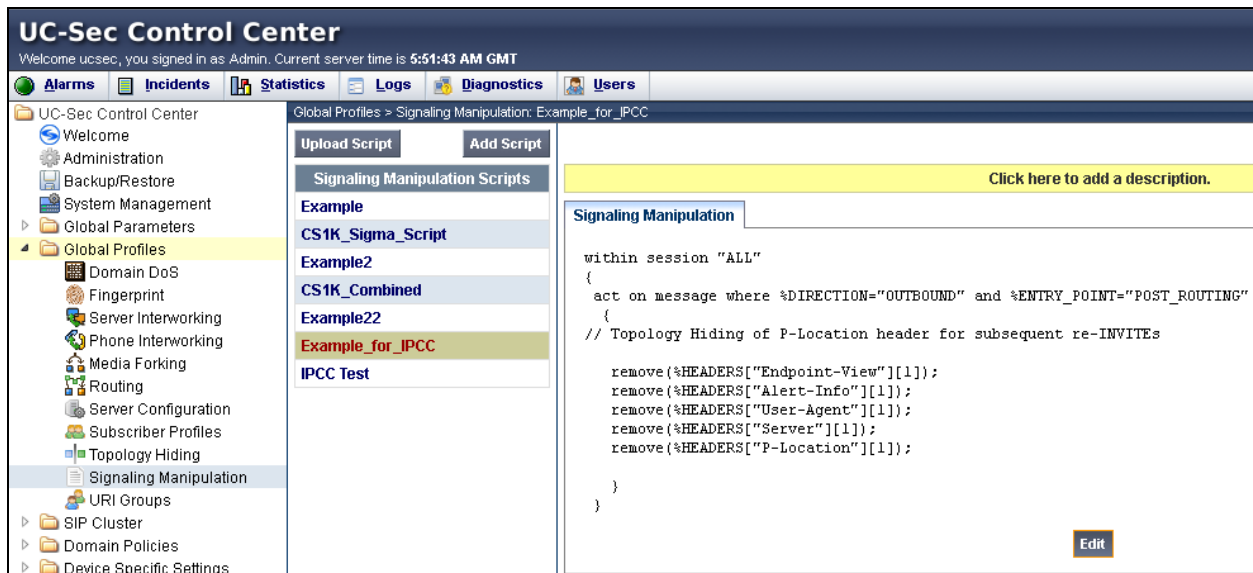 UC-Sec Control Center
Welcome ucsec, you signed in as Admin. Current server time is 5:51:43 AM GMT
Alarms Incidents Statistics Logs Diagnostics Users
UC-Sec Control Center
Welcome
Administration
Backup/Restore
System Management
Global Parameters
Global Profiles
Domain DoS
Fingerprint
Server Interworking
Phone Interworking
Media Forking
Routing
Server Configuration
Subscriber Profiles
Topology Hiding
Signaling Manipulation
URI Groups
SIP Cluster
Domain Policies
Device Specific Settings
Global Profiles > Signaling Manipulation: Example_for_IPCC
Upload Script Add Script
Signaling Manipulation Scripts
Example
CS1K_Sigma_Script
Example2
CS1K_Combined
Example22
Example_for_IPCC
IPCC Test
Click here to add a description.
Signaling Manipulation
within session "ALL"
{
act on message where %DIRECTION="OUTBOUND" and %ENTRY_POINT="POST_ROUTING"
{
// Topology Hiding of P-Location header for subsequent re-INVITEs
remove(%HEADERS["Endpoint-View"][1]);
remove(%HEADERS["Alert-Info"][1]);
remove(%HEADERS["User-Agent"][1]);
remove(%HEADERS["Server"][1]);
remove(%HEADERS["P-Location"][1]);
}
}
Edit